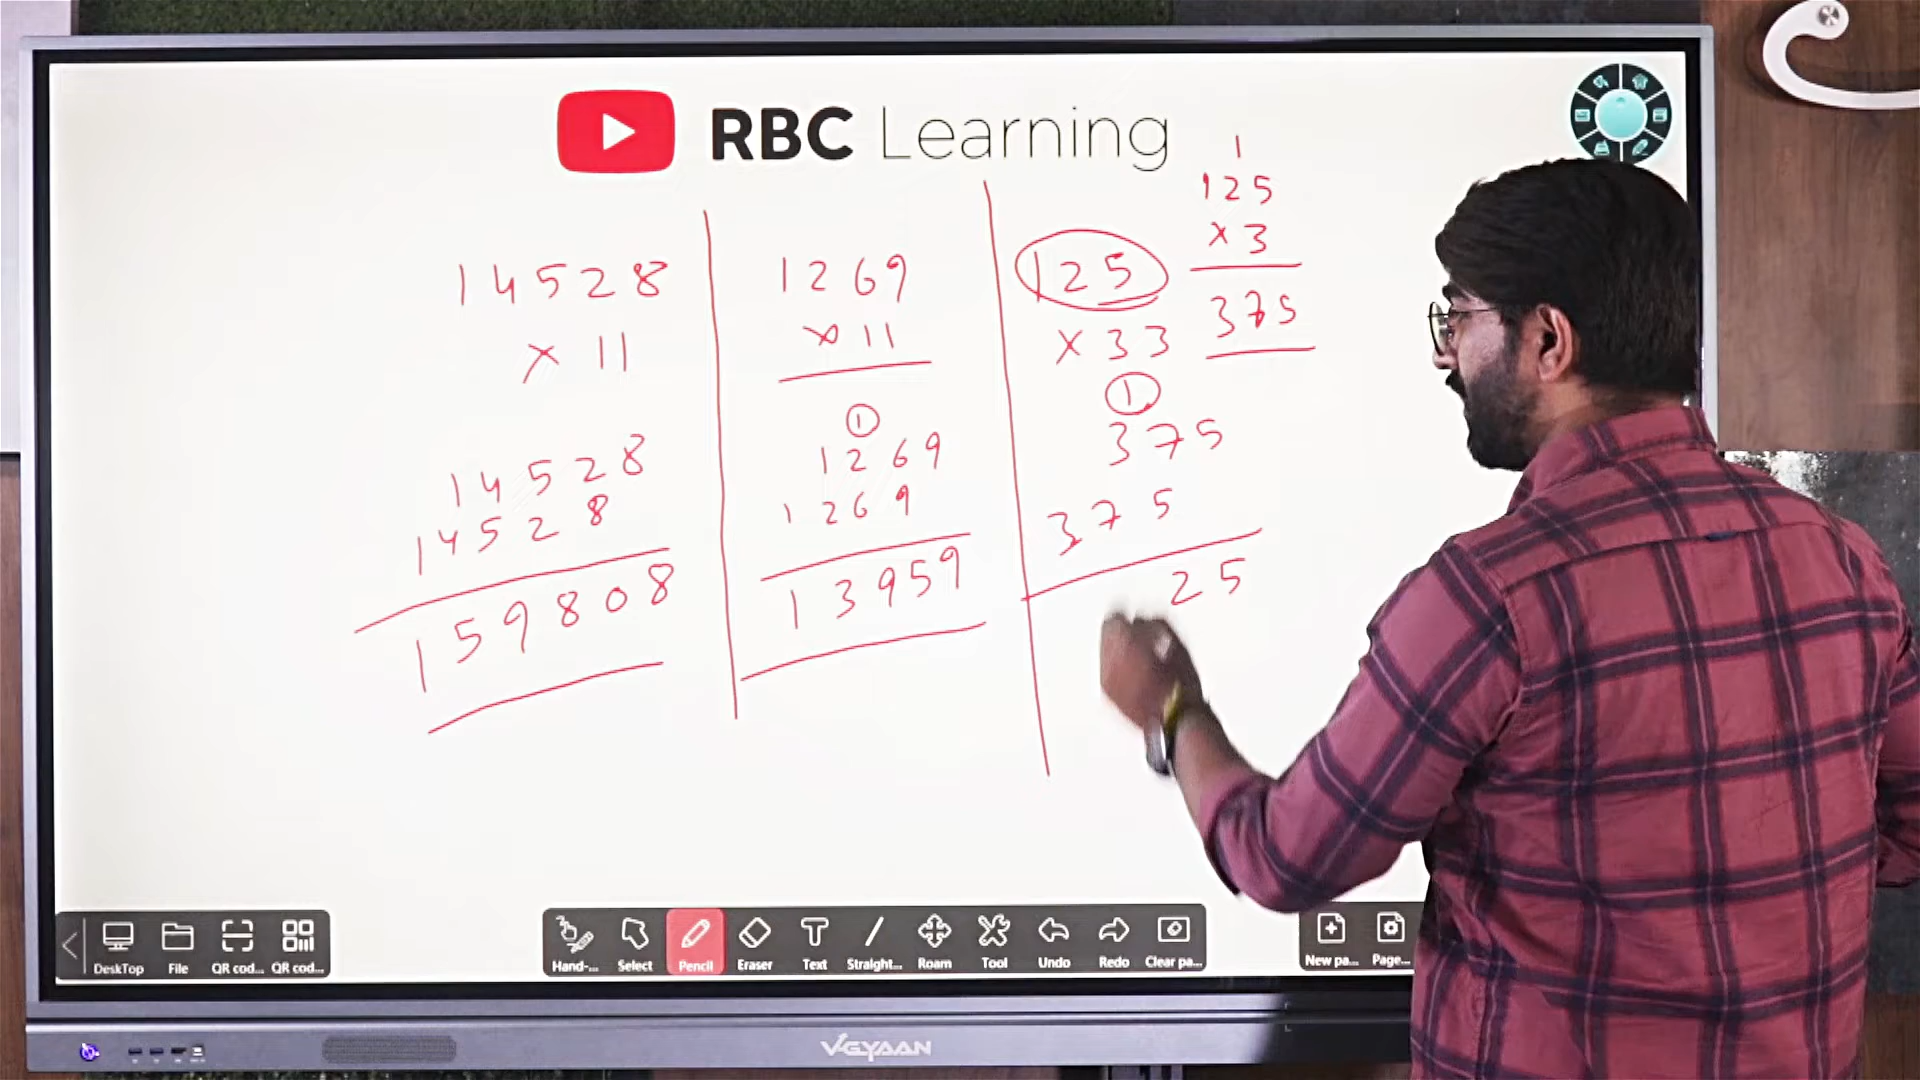 RBC Learning
14528
× 11
14528
14528
159808
1269
× 11
1
1269
1269
13959
125
× 33
1
375
375
25
1
125
× 3
375
DeskTop
File
QR cod...
QR cod...
Hand-...
Select
Pencil
Eraser
Text
Straight...
Roam
Tool
Undo
Redo
Clear pa...
New pa...
Page...
VGYAAN